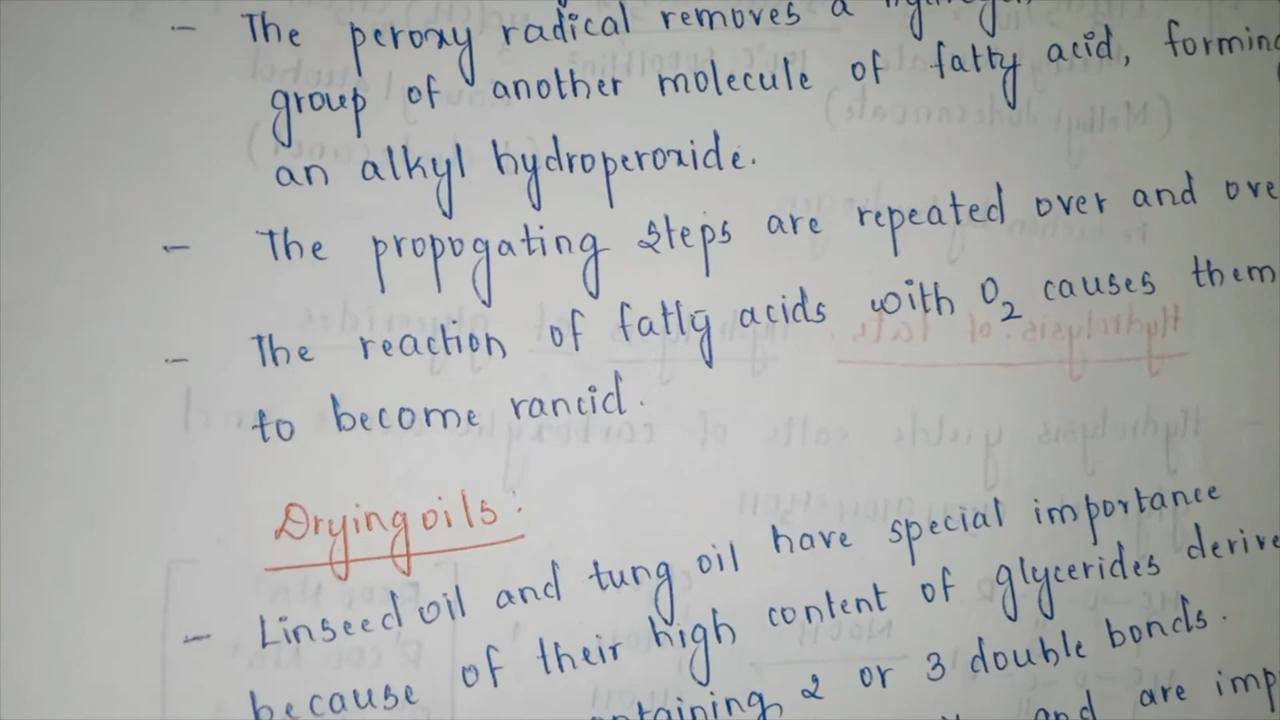 - The peroxy radical removes a
group of another molecule of fatty acid, forming
an alkyl hydroperoxide.
- The propogating steps are repeated over and ove
- The reaction of fatty acids with O2 causes them
to become rancid.
Drying oils:
- Linseed oil and tung oil have special importance
because of their high content of glycerides derive
2 or 3 double bonds.
and are imp